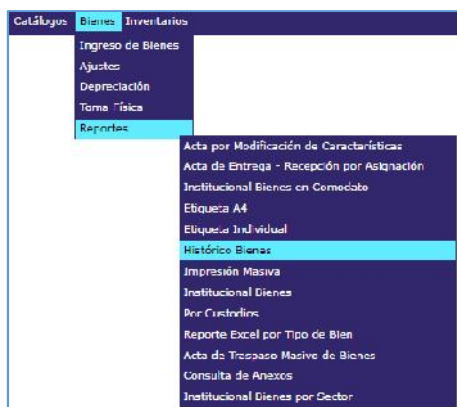 Catálogos Bienes Inventarios
Ingreso de Bienes
Ajustes
Depreciación
Toma Física
Reportes
Acta por Modificación de Características
Acta de Entrega - Recepción por Asignación
Institucional Bienes en Comodato
Etiqueta A4
Etiqueta Individual
Histórico Bienes
Impresión Masiva
Institucional Bienes
Por Custodios
Reporte Excel por Tipo de Bien
Acta de Traspaso Masivo de Bienes
Consulta de Anexos
Institucional Bienes por Sector